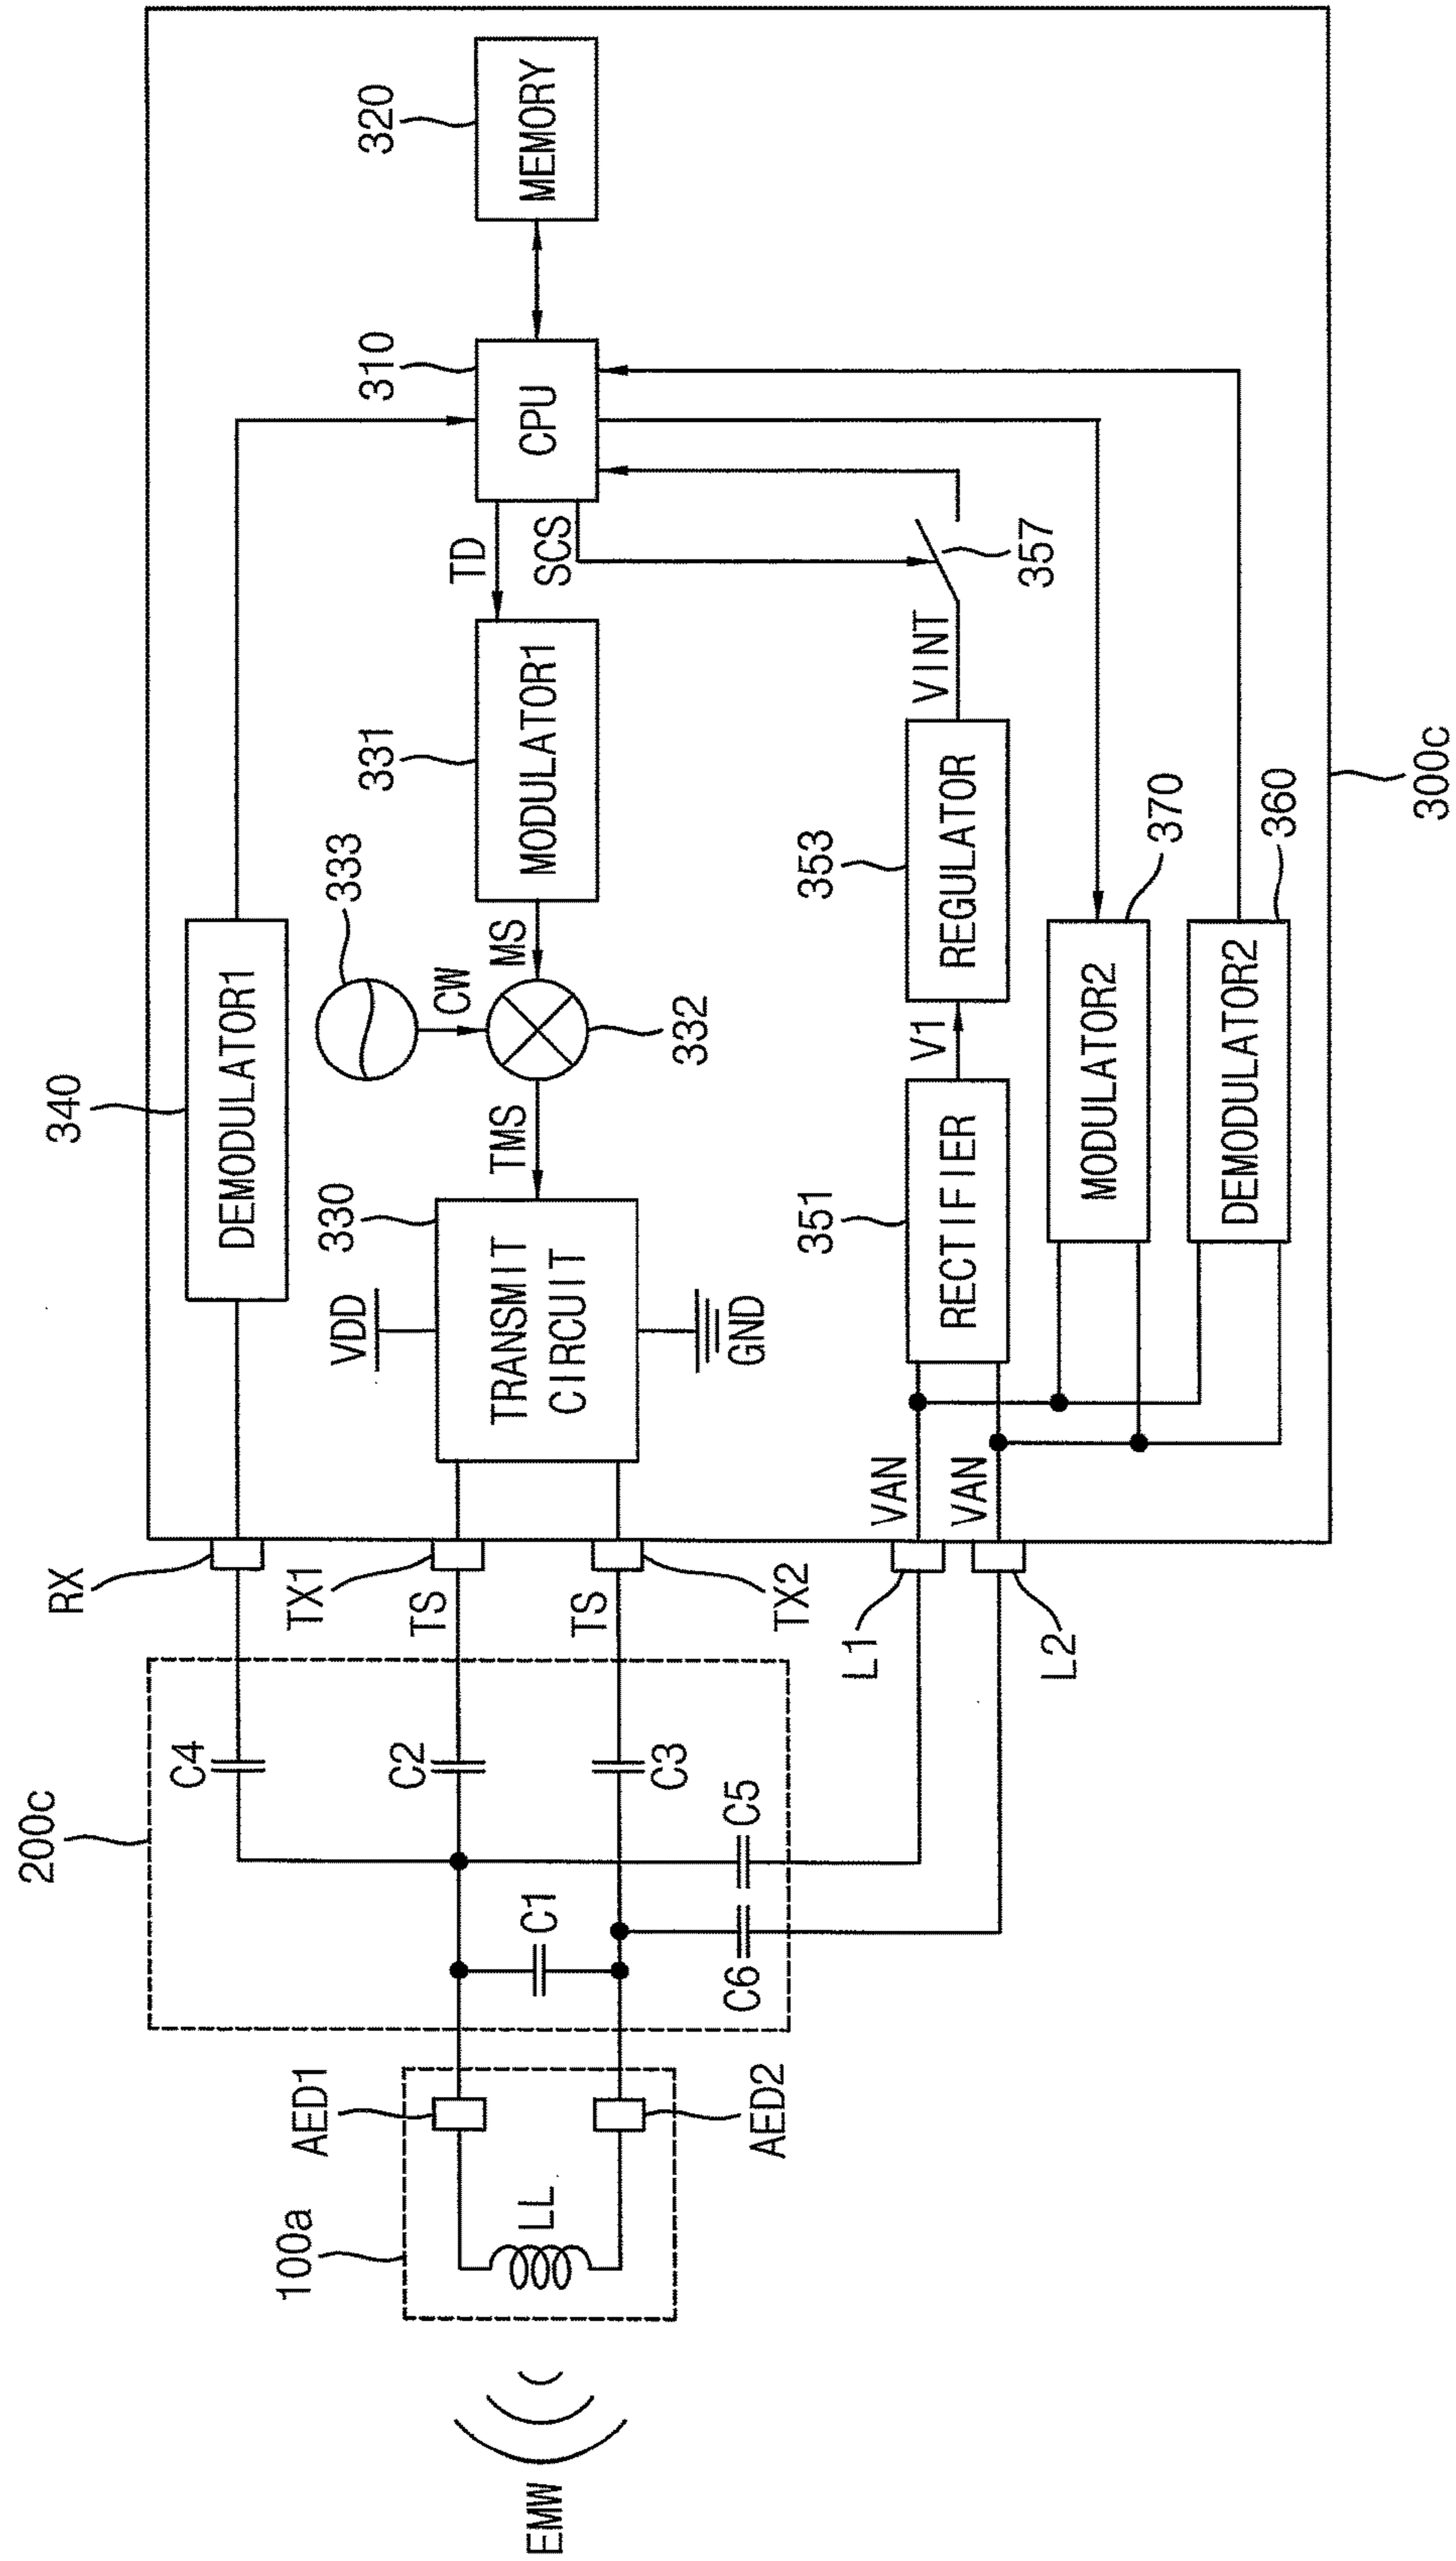 320
MEMORY
310
CPU
TD
SCS
331
MODULATOR1
333
CW
MS
332
TMS
340
DEMODULATOR1
330
VDD
TRANSMIT
CIRCUIT
GND
357
VINT
353
REGULATOR
V1
351
RECTIFIER
370
MODULATOR2
360
DEMODULATOR2
300c
VAN
VAN
RX
TX1
TS
TS
TX2
L1
L2
200c
C4
C2
C3
C5
C1
C6
AED1
AED2
100a
LL
EMW